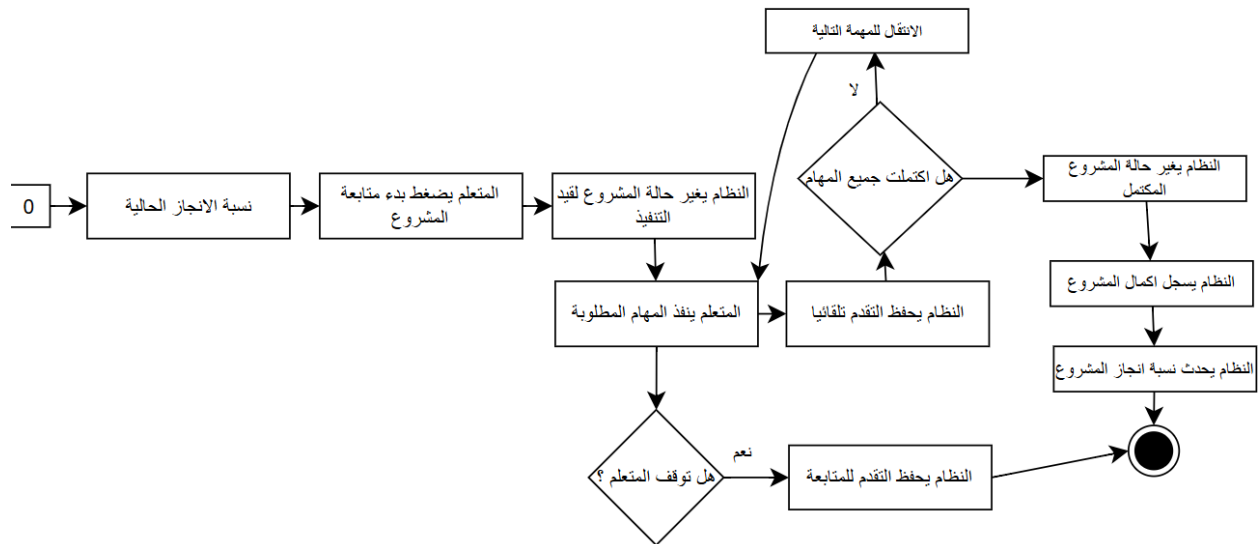 الانتقال للمهمة التالية
لا
هل اكتملت جميع المهام
النظام يغير حالة المشروع
المكتمل
0
نسبة الانجاز الحالية
المتعلم يضغط بدء متابعة
المشروع
النظام يغير حالة المشروع لقيد
التنفيذ
النظام يسجل اكمال المشروع
المتعلم ينفذ المهام المطلوبة
النظام يحفظ التقدم تلقائيا
النظام يحدث نسبة انجاز المشروع
هل توقف المتعلم ؟
نعم
النظام يحفظ التقدم للمتابعة